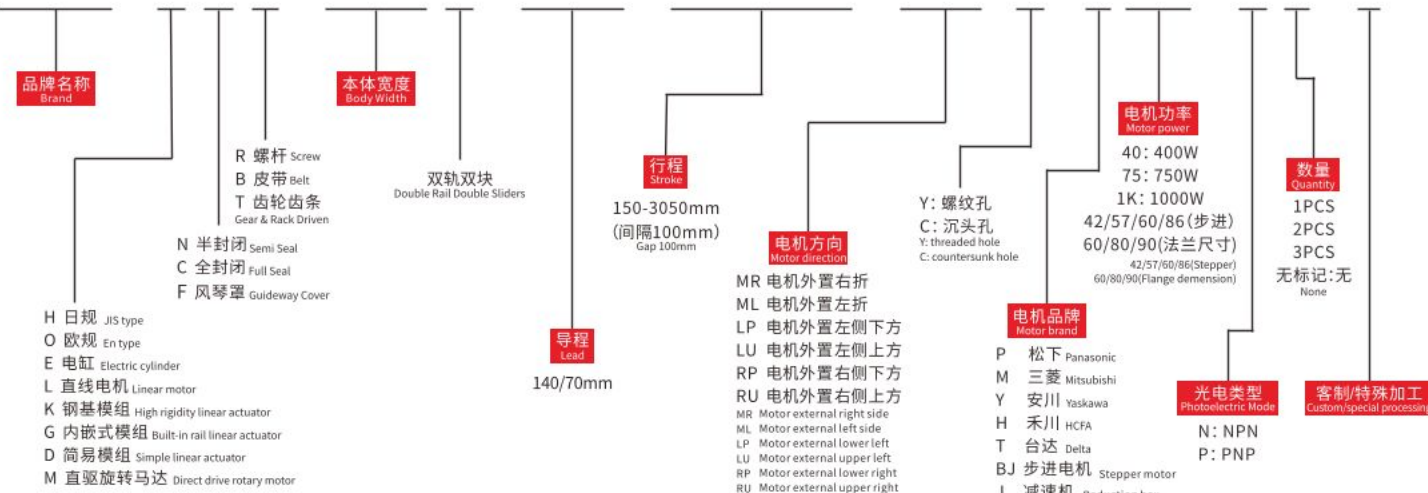 品牌名称
Brand
H 日规 JIS type
O 欧规 En type
E 电缸 Electric cylinder
L 直线电机 Linear motor
K 钢基模组 High rigidity linear actuator
G 内嵌式模组 Built-in rail linear actuator
D 简易模组 Simple linear actuator
M 直驱旋转马达 Direct drive rotary motor
N 半封闭 Semi Seal
C 全封闭 Full Seal
F 风琴罩 Guideway Cover
R 螺杆 Screw
B 皮带 Belt
T 齿轮齿条
Gear & Rack Driven
本体宽度
Body Width
双轨双块
Double Rail Double Sliders
导程
Lead
140/70mm
行程
Stroke
150-3050mm
(间隔100mm)
Gap 100mm
电机方向
Motor direction
MR 电机外置右折
ML 电机外置左折
LP 电机外置左侧下方
LU 电机外置左侧上方
RP 电机外置右侧下方
RU 电机外置右侧上方
MR Motor external right side
ML Motor external left side
LP Motor external lower left
LU Motor external upper left
RP Motor external lower right
RU Motor external upper right
Y: 螺纹孔
C: 沉头孔
Y: threaded hole
C: countersunk hole
电机品牌
Motor brand
P 松下 Panasonic
M 三菱 Mitsubishi
Y 安川 Yaskawa
H 禾川 HCFA
T 台达 Delta
BJ 步进电机 Stepper motor
电机功率
Motor power
40: 400W
75: 750W
1K: 1000W
42/57/60/86(步进)
60/80/90(法兰尺寸)
42/57/60/86(Stepper)
60/80/90(Flange demension)
光电类型
Photoelectric Mode
N: NPN
P: PNP
数量
Quantity
1PCS
2PCS
3PCS
无标记:无
None
客制/特殊加工
Custom/special processing